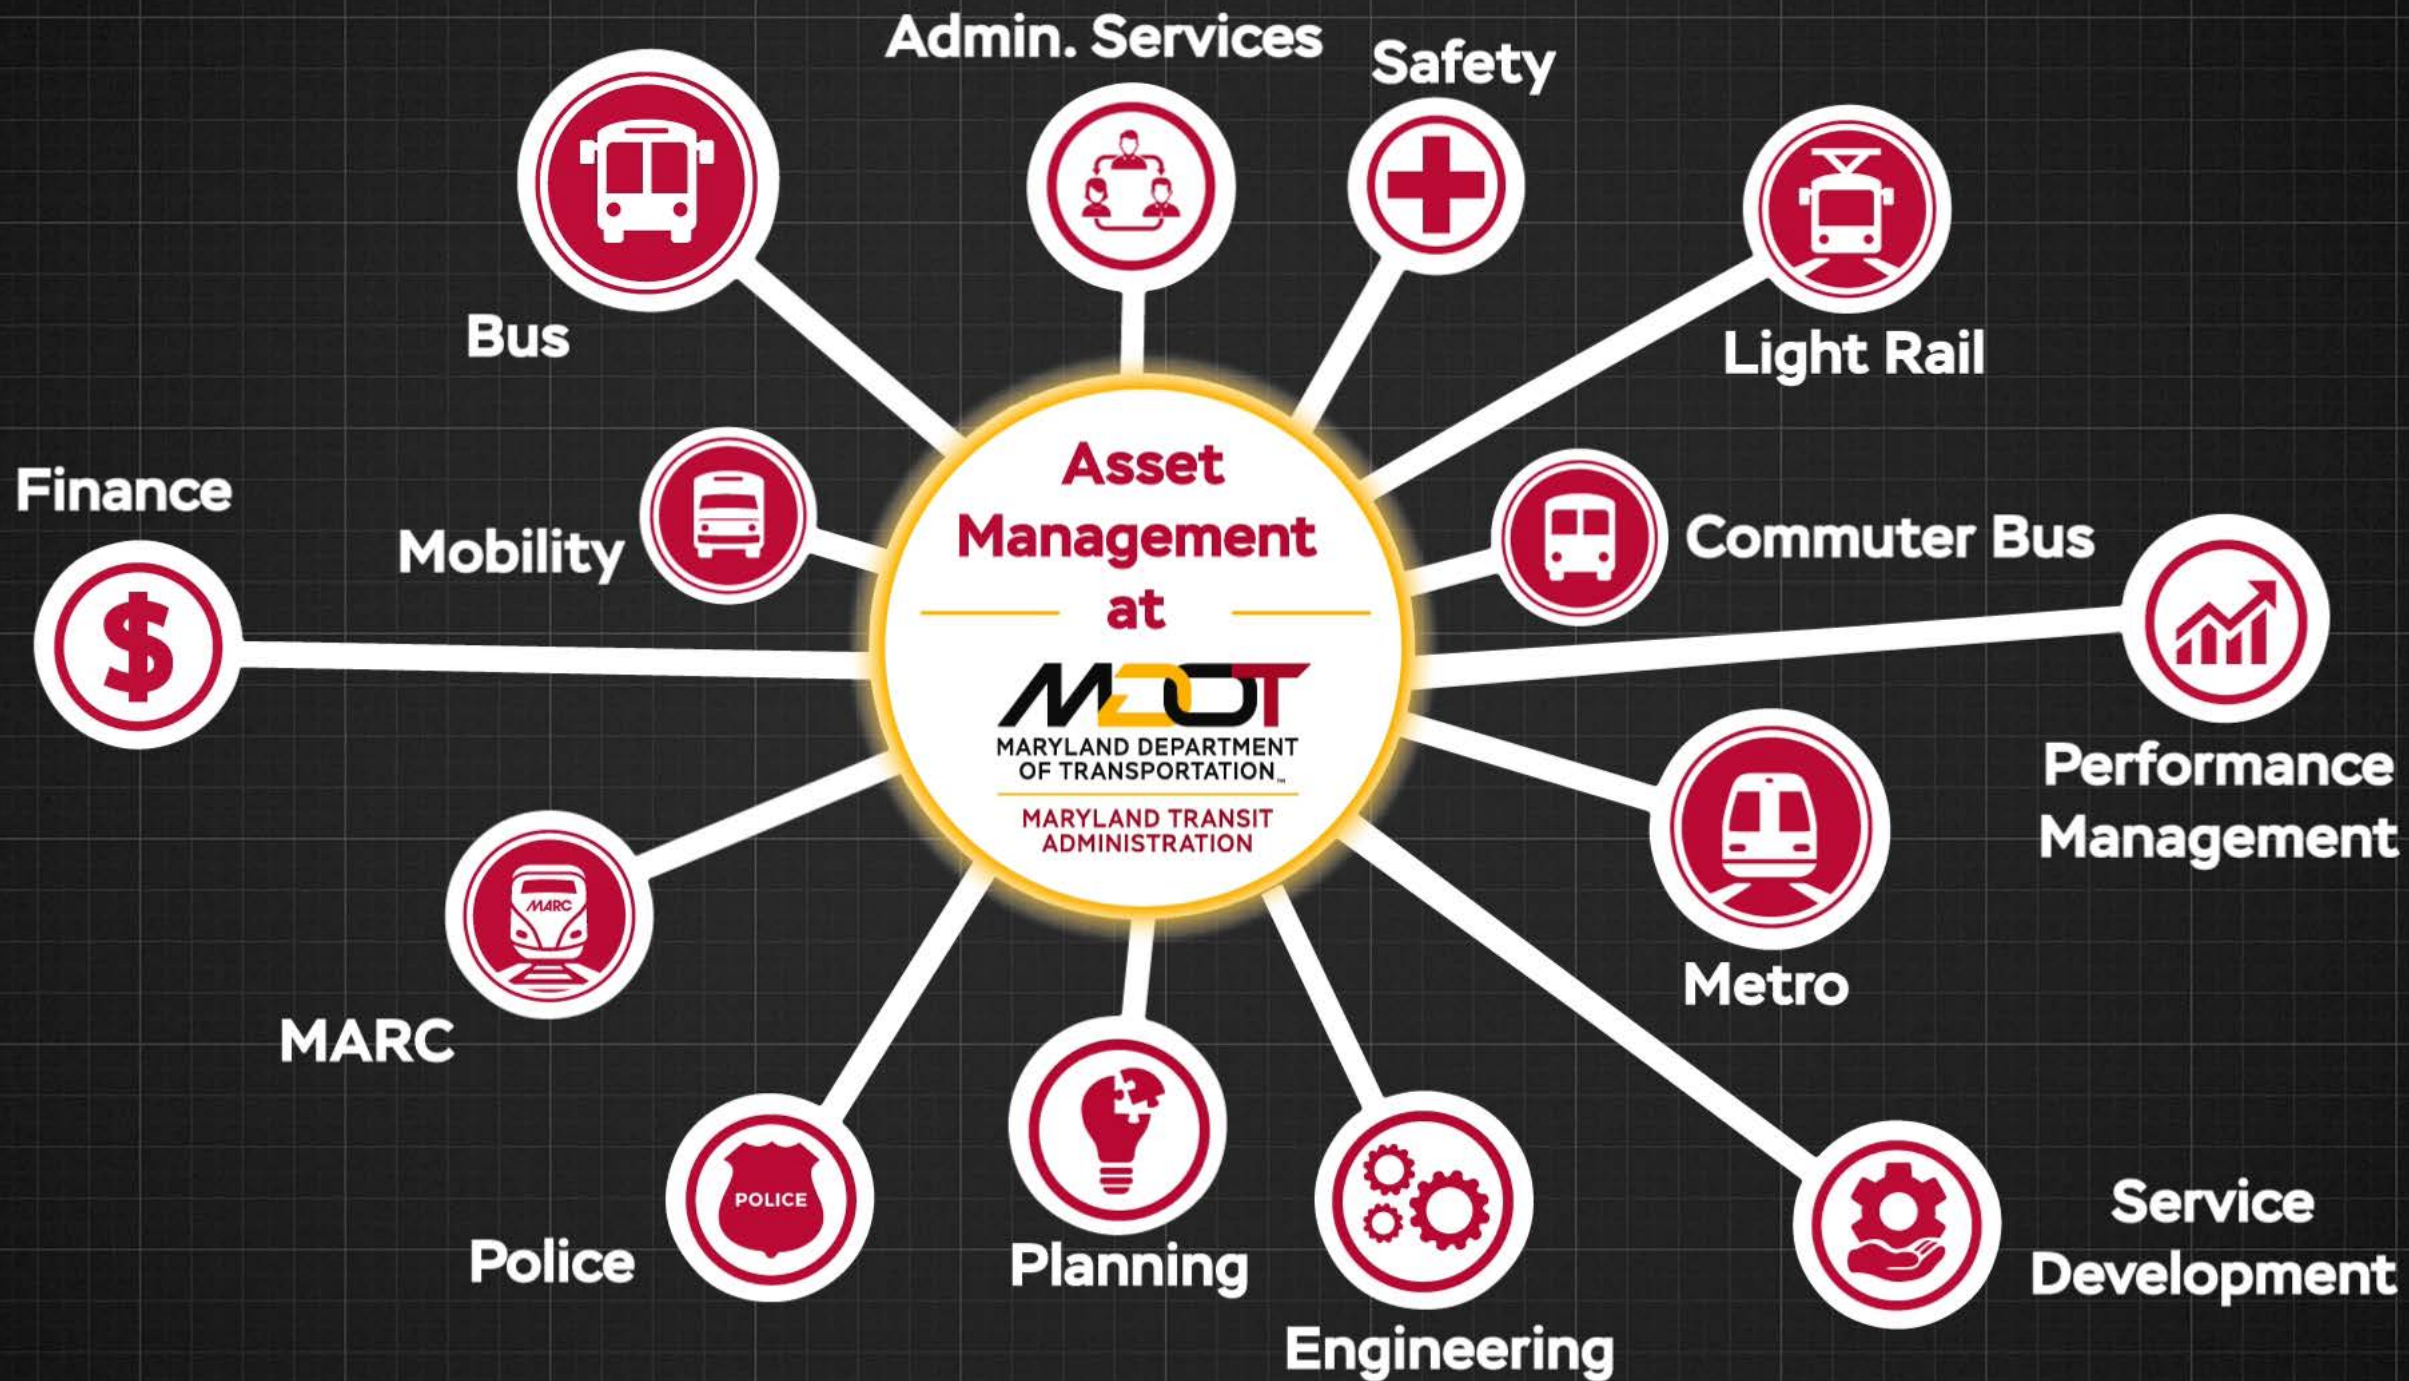 Admin. Services
Safety
Bus
Light Rail
Finance
Mobility
Commuter Bus
Asset
Management
at
MDOT
MARYLAND DEPARTMENT
OF TRANSPORTATION™
MARYLAND TRANSIT
ADMINISTRATION
Performance
Management
MARC
MARC
Metro
POLICE
Police
Planning
Engineering
Service
Development